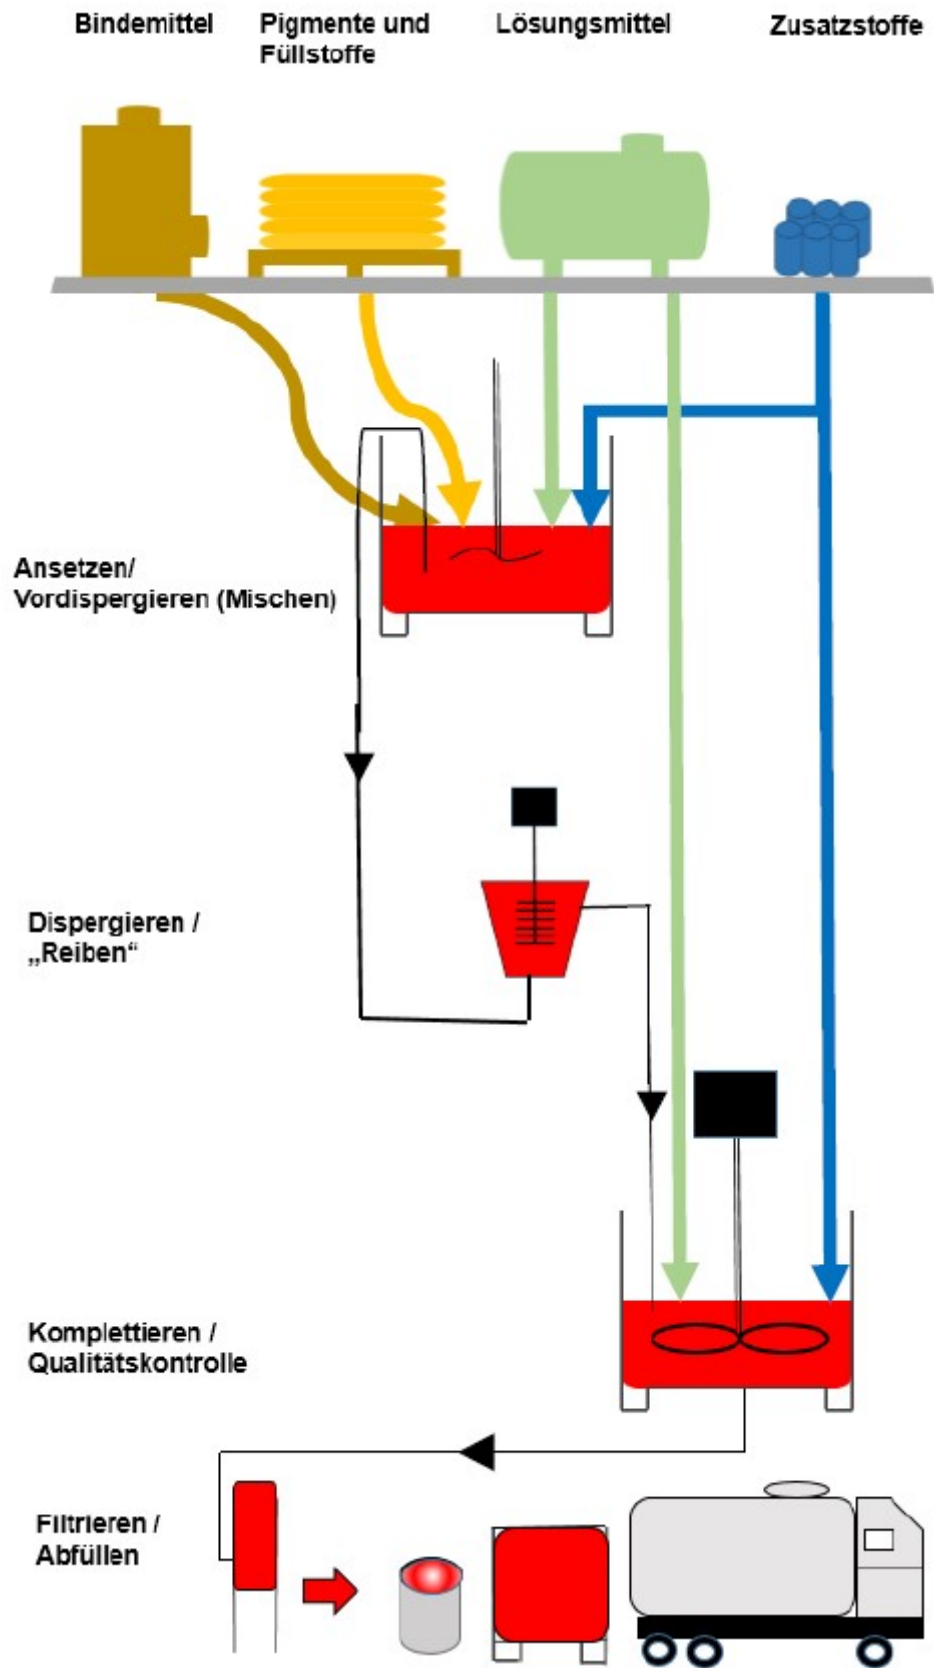 Bindemittel
Pigmente und
Füllstoffe
Lösungsmittel
Zusatzstoffe
Ansetzen/
Vordispergieren (Mischen)
Dispergieren /
„Reiben“
Komplettieren /
Qualitätskontrolle
Filtrieren /
Abfüllen